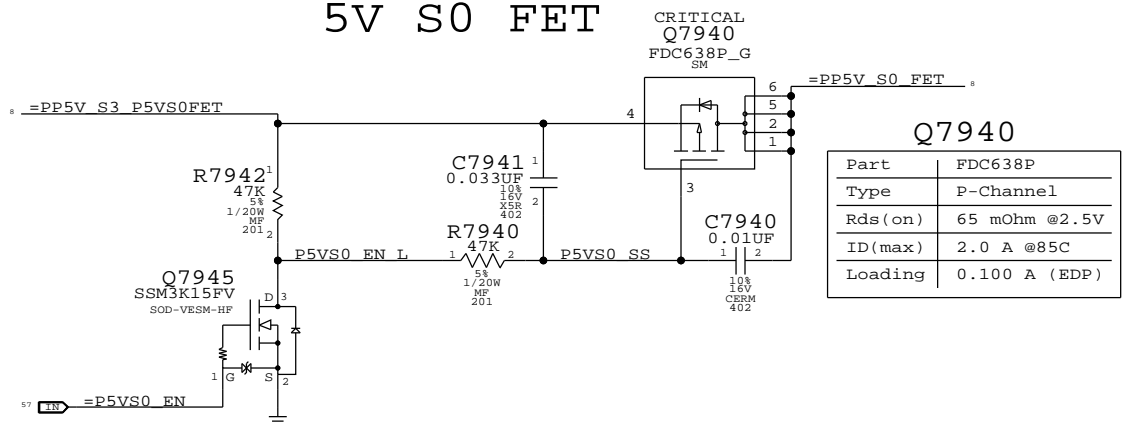 5V S0 FET
CRITICAL
Q7940
FDC638P_G
SM
8 =PP5V_S3_P5VS0FET
=PP5V_S0_FET 8
4
6
5
2
1
3
R7942
47K
5%
1/20W
MF
201
1
2
C7941
0.033UF
10%
16V
X5R
402
1
2
R7940
47K
5%
1/20W
MF
201
1
2
P5VS0_EN_L
P5VS0_SS
C7940
0.01UF
1 2
10%
16V
CERM
402
Q7945
SSM3K15FV
SOD-VESM-HF
D 3
1 G
S 2
57 IN =P5VS0_EN
Q7940
Part FDC638P
Type P-Channel
Rds(on) 65 mOhm @2.5V
ID(max) 2.0 A @85C
Loading 0.100 A (EDP)